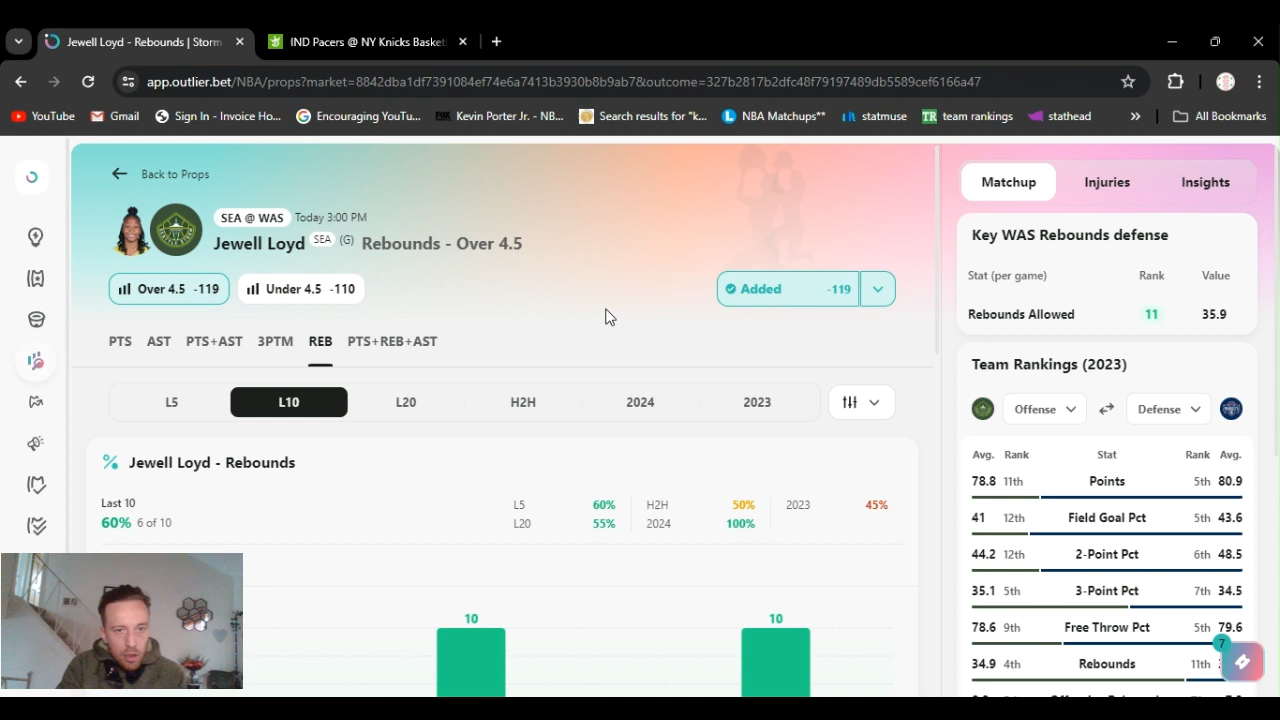 Jewell Loyd - Rebounds | Storm
IND Pacers @ NY Knicks Basket
app.outlier.bet/NBA/props?market=8842dba1df7391084ef74e6a7413b3930b8b9ab7&outcome=327b2817b2dfc48f79197489db5589cef6166a47
YouTube
Gmail
Sign In - Invoice Ho...
Encouraging YouTu...
FOX
Kevin Porter Jr. - NB...
Search results for "k...
NBA Matchups**
statmuse
TR team rankings
stathead
All Bookmarks
Back to Props
SEA @ WAS Today 3:00 PM
Jewell Loyd SEA (G) Rebounds - Over 4.5
Over 4.5 -119
Under 4.5 -110
Added -119
PTS AST PTS+AST 3PTM REB PTS+REB+AST
L5 L10 L20 H2H 2024 2023
Jewell Loyd - Rebounds
Last 10
60% 6 of 10
L5 60% H2H 50% 2023 45%
L20 55% 2024 100%
10 10
Matchup Injuries Insights
Key WAS Rebounds defense
Stat (per game) Rank Value
Rebounds Allowed 11 35.9
Team Rankings (2023)
Offense Defense
Avg. Rank Stat Rank Avg.
78.8 11th Points 5th 80.9
41 12th Field Goal Pct 5th 43.6
44.2 12th 2-Point Pct 6th 48.5
35.1 5th 3-Point Pct 7th 34.5
78.6 9th Free Throw Pct 5th 79.6
34.9 4th Rebounds 11th
7